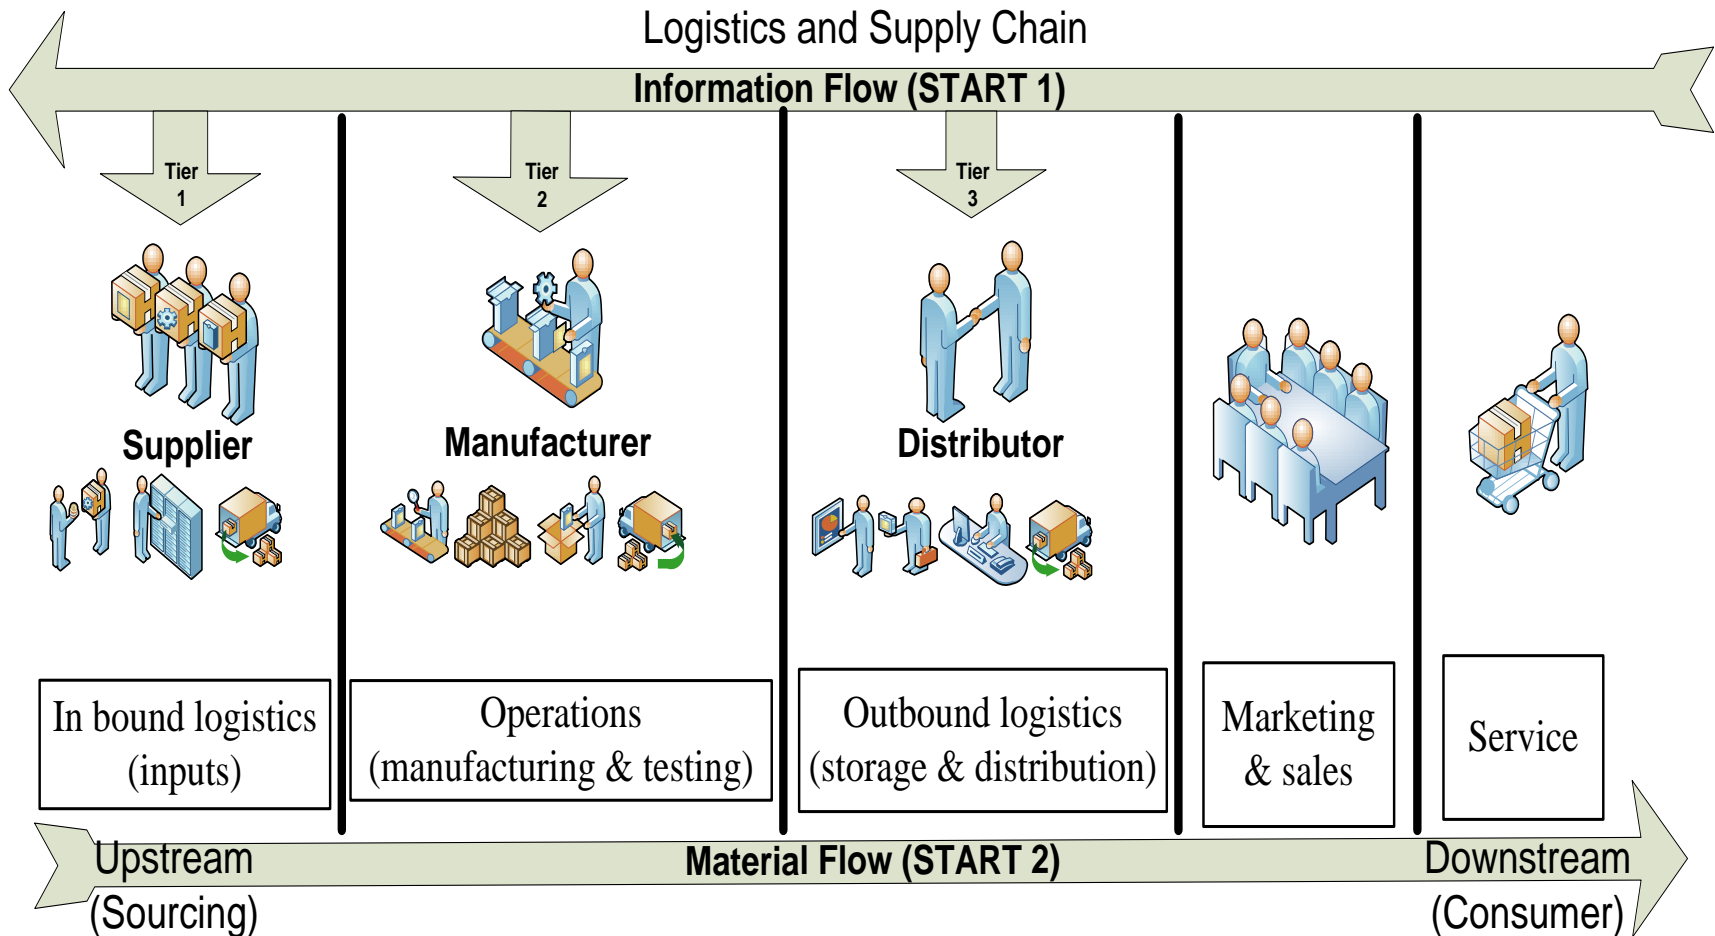 Logistics and Supply Chain
Information Flow (START 1)
Tier
1
Tier
2
Tier
3
Supplier
Manufacturer
Distributor
In bound logistics
(inputs)
Operations
(manufacturing & testing)
Outbound logistics
(storage & distribution)
Marketing
& sales
Service
Upstream
(Sourcing)
Material Flow (START 2)
Downstream
(Consumer)